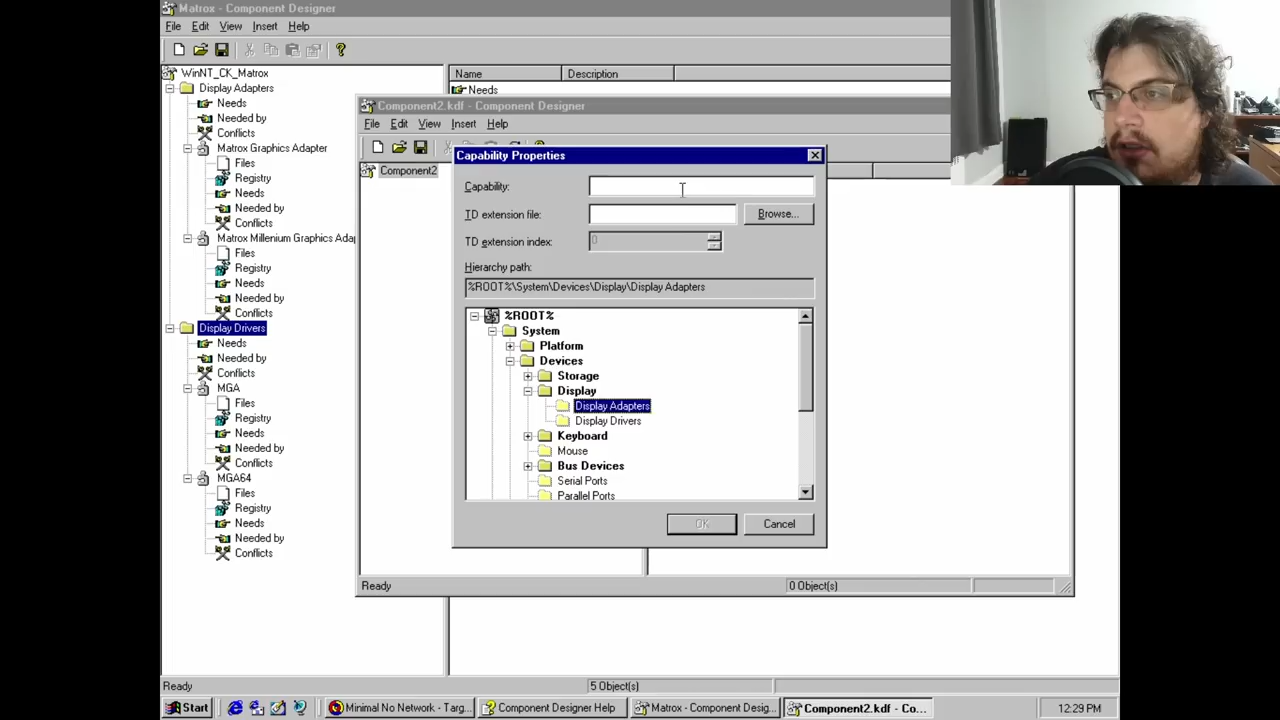 Matrox - Component Designer
File Edit View Insert Help
WinNT_CK_Matrox
Display Adapters
Needs
Needed by
Conflicts
Matrox Graphics Adapter
Files
Registry
Needs
Needed by
Conflicts
Matrox Millenium Graphics Adap
Files
Registry
Needs
Needed by
Conflicts
Display Drivers
Needs
Needed by
Conflicts
MGA
Files
Registry
Needs
Needed by
Conflicts
MGA64
Files
Registry
Needs
Needed by
Conflicts
Name Description
Needs
Component2.kdf - Component Designer
File Edit View Insert Help
Component2
Capability Properties
Capability:
TD extension file: Browse...
TD extension index: 0
Hierarchy path:
%ROOT%\System\Devices\Display\Display Adapters
%ROOT%
System
Platform
Devices
Storage
Display
Display Adapters
Display Drivers
Keyboard
Mouse
Bus Devices
Serial Ports
Parallel Ports
OK Cancel
Ready 0 Object(s)
Ready 5 Object(s)
Start Minimal No Network - Targ... Component Designer Help Matrox - Component Desig... Component2.kdf - Co... 12:29 PM